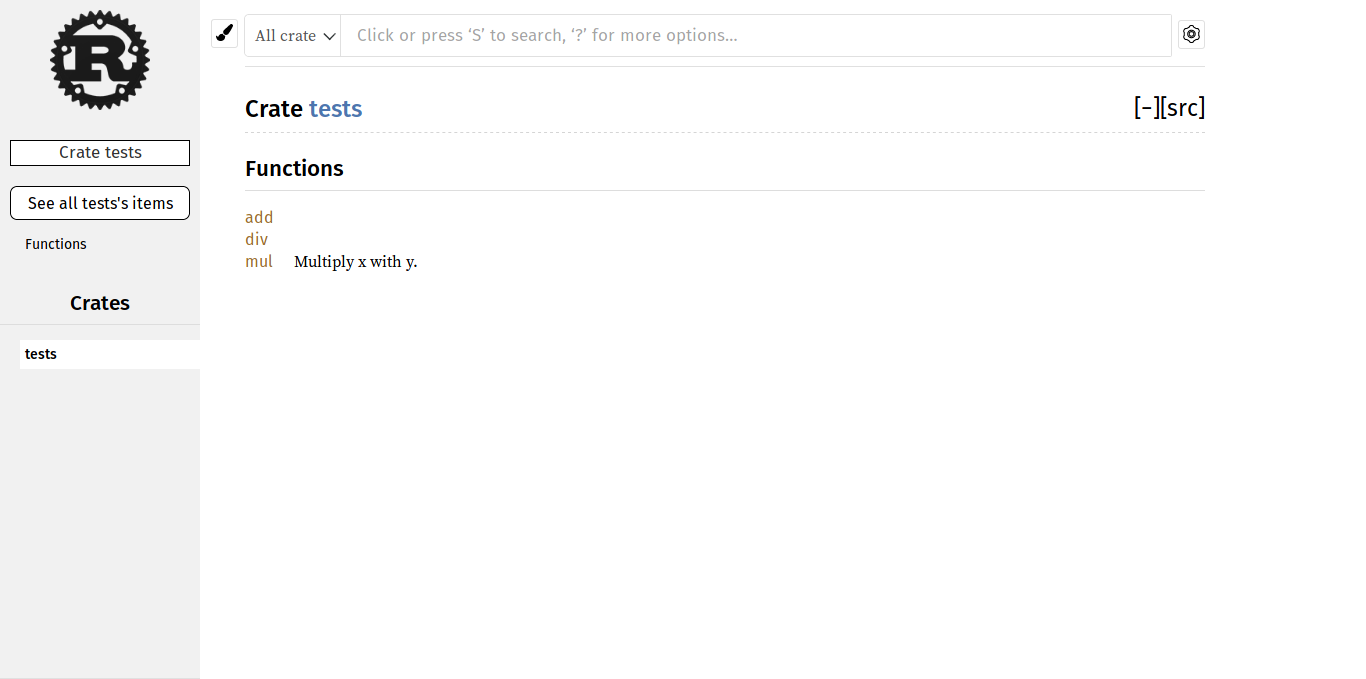 R
Crate tests
See all tests's items
Functions
Crates
tests
All crate
Click or press ‘S’ to search, ‘?’ for more options…
Crate tests
[−][src]
Functions
add
div
mul Multiply x with y.